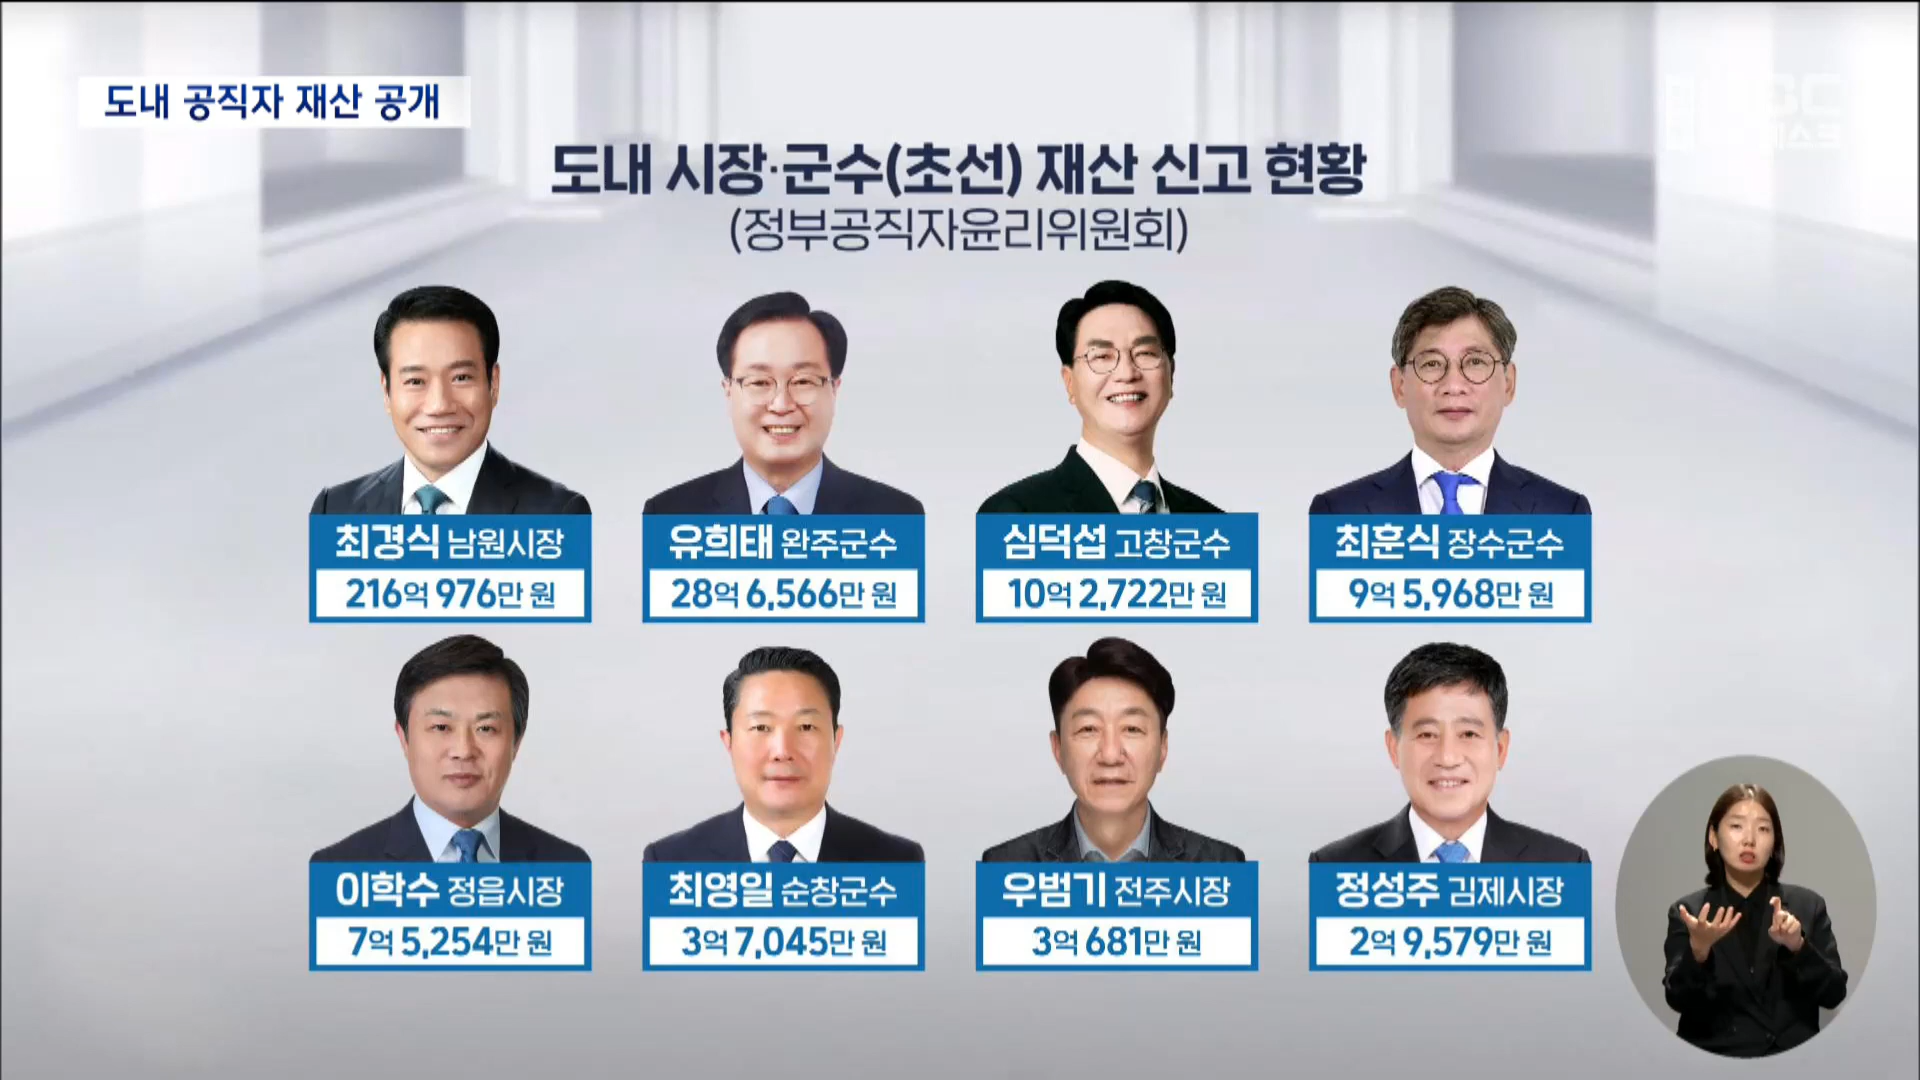 도내 공직자 재산 공개
도내 시장·군수(초선) 재산 신고 현황
(정부공직자윤리위원회)
최경식 남원시장
216억 976만 원
유희태 완주군수
28억 6,566만 원
심덕섭 고창군수
10억 2,722만 원
최훈식 장수군수
9억 5,968만 원
이학수 정읍시장
7억 5,254만 원
최영일 순창군수
3억 7,045만 원
우범기 전주시장
3억 681만 원
정성주 김제시장
2억 9,579만 원